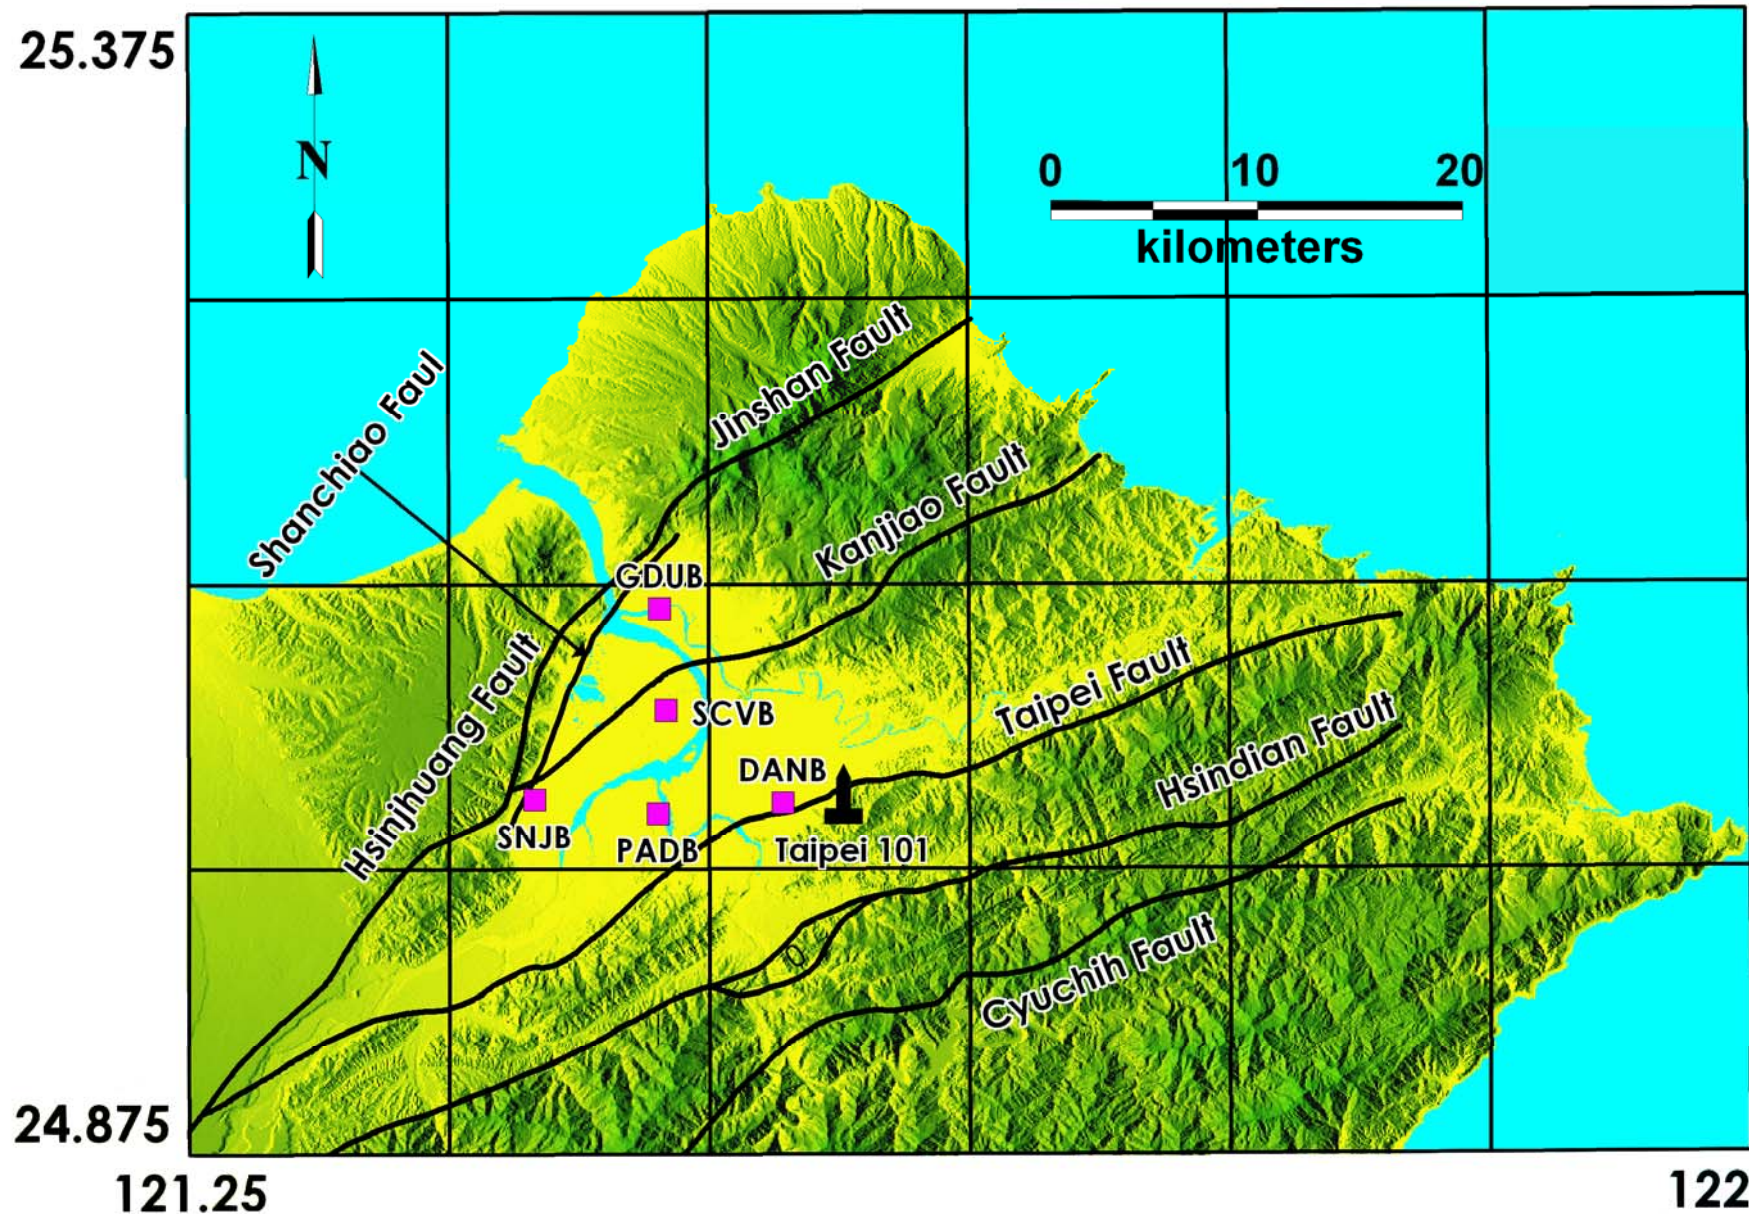 25.375
N
0 10 20
kilometers
Jinshan Fault
Shanchiao Faul
Kanjiao Fault
GDUB
Hsinjhuang Fault
Taipei Fault
SCVB
Hsindian Fault
DANB
SNJB
PADB
Taipei 101
Cyuchih Fault
24.875
121.25
122